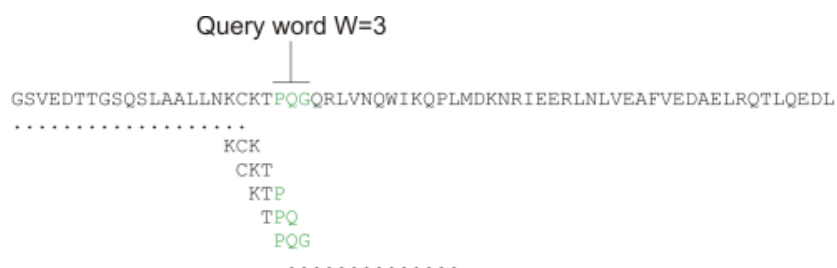 Query word W=3
GSVEDTTGSQSLAALLNKCKTPQGQRLVNQWIKQPLMDKNRIEERLNLVEAFVEDAELRQTLQEDL
...................
KCK
CKT
KTP
TPQ
PQG
..............